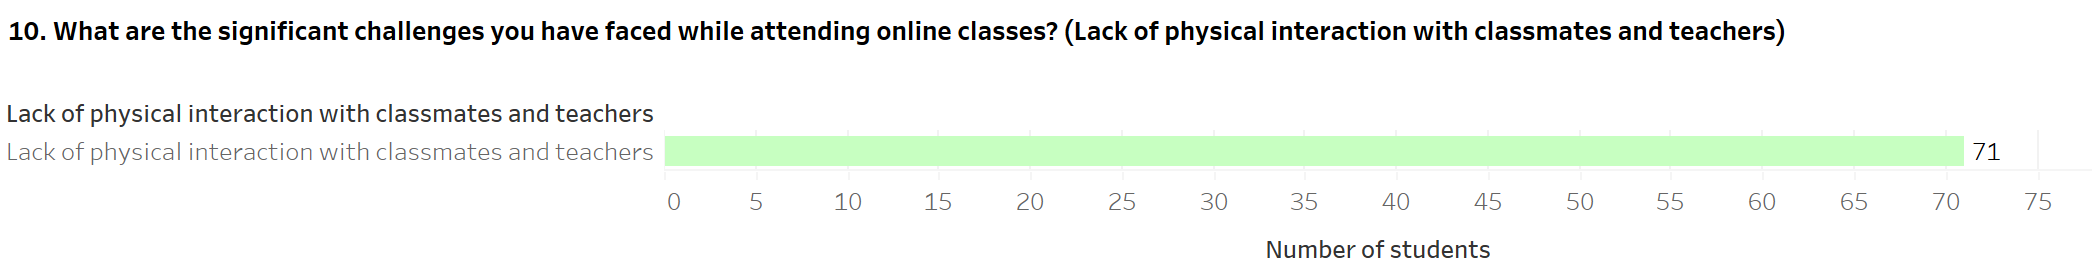 10. What are the significant challenges you have faced while attending online classes? (Lack of physical interaction with classmates and teachers)
Lack of physical interaction with classmates and teachers
Lack of physical interaction with classmates and teachers 71
0 5 10 15 20 25 30 35 40 45 50 55 60 65 70 75
Number of students